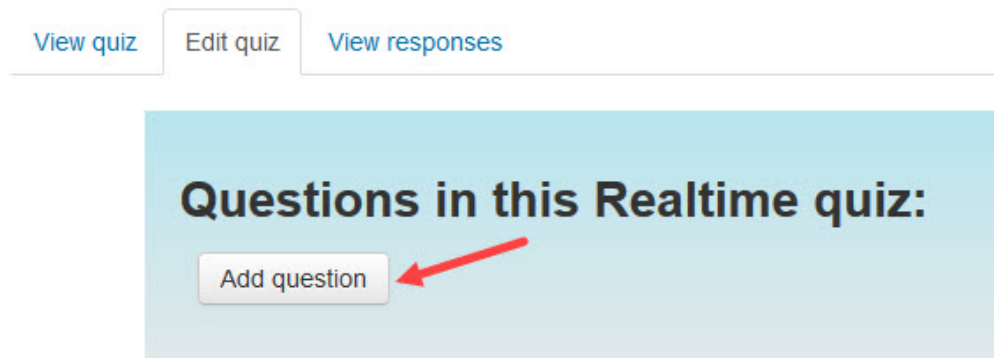 View quiz Edit quiz View responses
Questions in this Realtime quiz:
Add question